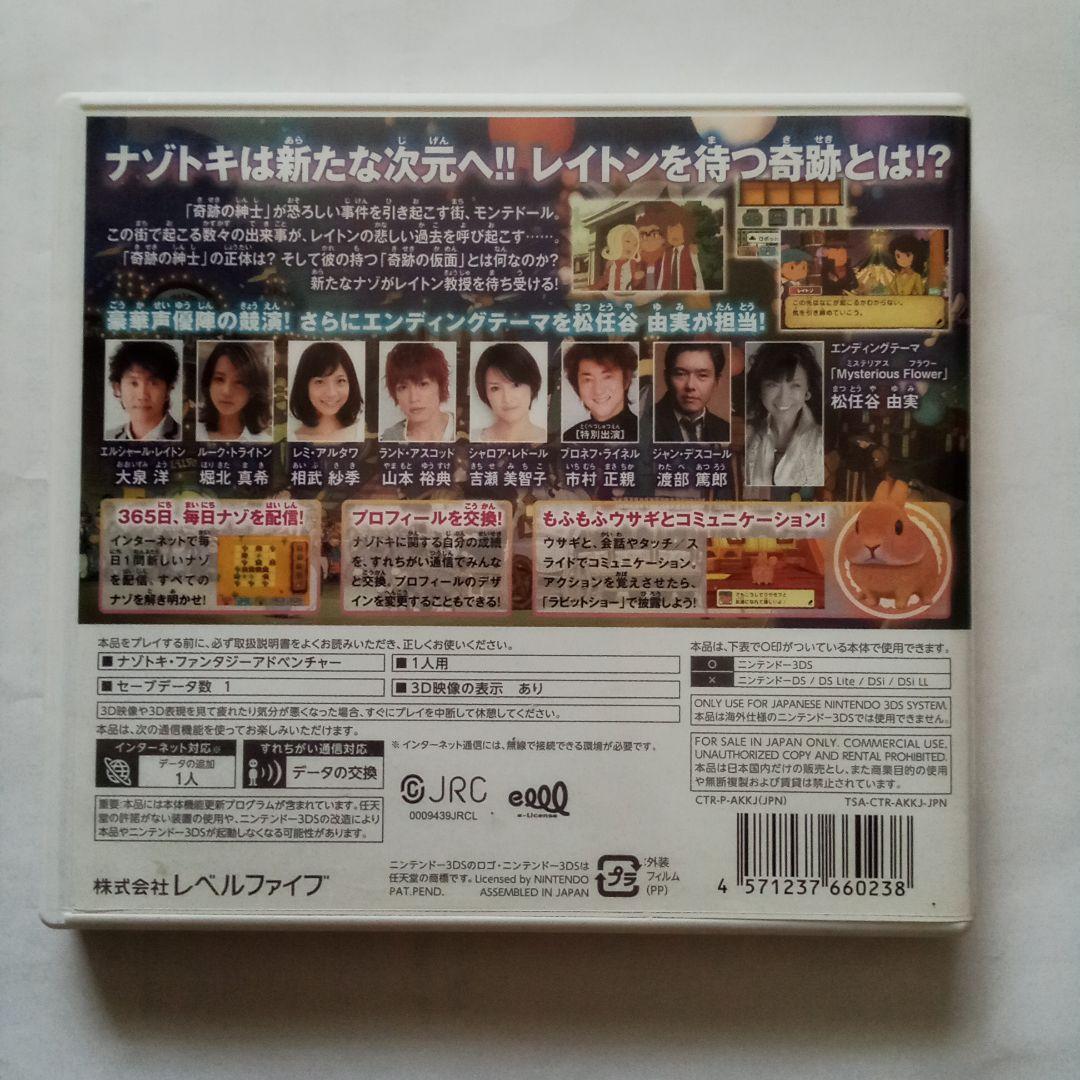 ナゾトキは新たな次元へ!! レイトンを待つ奇跡とは!?
「奇跡の紳士」が恐ろしい事件を引き起こす街、モンテドール。
この街で起こる数々の出来事が、レイトンの悲しい過去を呼び起こす……。
「奇跡の紳士」の正体は? そして彼の持つ「奇跡の仮面」とは何なのか?
新たなナゾがレイトン教授を待ち受ける!
ロボット
レイトン
この先はなにが起こるかわからない。
気を引き締めていこう。
豪華声優陣の競演! さらにエンディングテーマを松任谷 由実が担当!
エルシャール・レイトン
大泉 洋
ルーク・トライトン
堀北 真希
レミ・アルタワ
相武 紗季
ランド・アスコッド
山本 裕典
シャロア・レドール
吉瀬 美智子
【特別出演】
ブロネフ・ライネル
市村 正親
ジャン・デスコール
渡部 篤郎
エンディングテーマ
「Mysterious Flower」
松任谷 由実
365日、毎日ナゾを配信!
インターネットで毎
日1問新しいナゾ
を配信、すべての
ナゾを解き明かせ!
プロフィールを交換!
ナゾトキに関する自分の成績
を、すれちがい通信でみんな
と交換。プロフィールのデザ
インを変更することもできる!
もふもふウサギとコミュニケーション!
ウサギと、会話やタッチ/ス
ライドでコミュニケーション。
アクションを覚えさせたら、
「ラビットショー」で披露しよう!
本品をプレイする前に、必ず取扱説明書をよくお読みいただき、正しくお使いください。
■ナゾトキ・ファンタジーアドベンチャー
■1人用
■セーブデータ数 1
■3D映像の表示 あり
3D映像や3D表現を見て疲れたり気分が悪くなった場合、すぐにプレイを中断して休憩してください。
本品は、次の通信機能を使ってお楽しみいただけます。
インターネット対応※
データの追加
1人
すれちがい通信対応
データの交換
※インターネット通信には、無線で接続できる環境が必要です。
重要:本品には本体機能更新プログラムが含まれています。任天
堂の許諾がない装置の使用や、ニンテンドー3DSの改造により
本品やニンテンドー3DSが起動しなくなる可能性があります。
JRC
0009439JRCL
elll
e-License
本品は、下表で○印がついている本体で使用できます。
○ ニンテンドー3DS
× ニンテンドーDS / DS Lite / DSi / DSi LL
ONLY USE FOR JAPANESE NINTENDO 3DS SYSTEM.
本品は海外仕様のニンテンドー3DSでは使用できません。
FOR SALE IN JAPAN ONLY. COMMERCIAL USE,
UNAUTHORIZED COPY AND RENTAL PROHIBITED.
本品は日本国内だけの販売とし、また商業目的の使用
や無断複製および賃貸は禁止されています。
CTR-P-AKKJ(JPN)
TSA-CTR-AKKJ-JPN
株式会社レベルファイブ
ニンテンドー3DSのロゴ・ニンテンドー3DSは
任天堂の商標です。Licensed by NINTENDO
PAT.PEND.
ASSEMBLED IN JAPAN
プラ
:外装
フィルム
(PP)
4 571237 660238